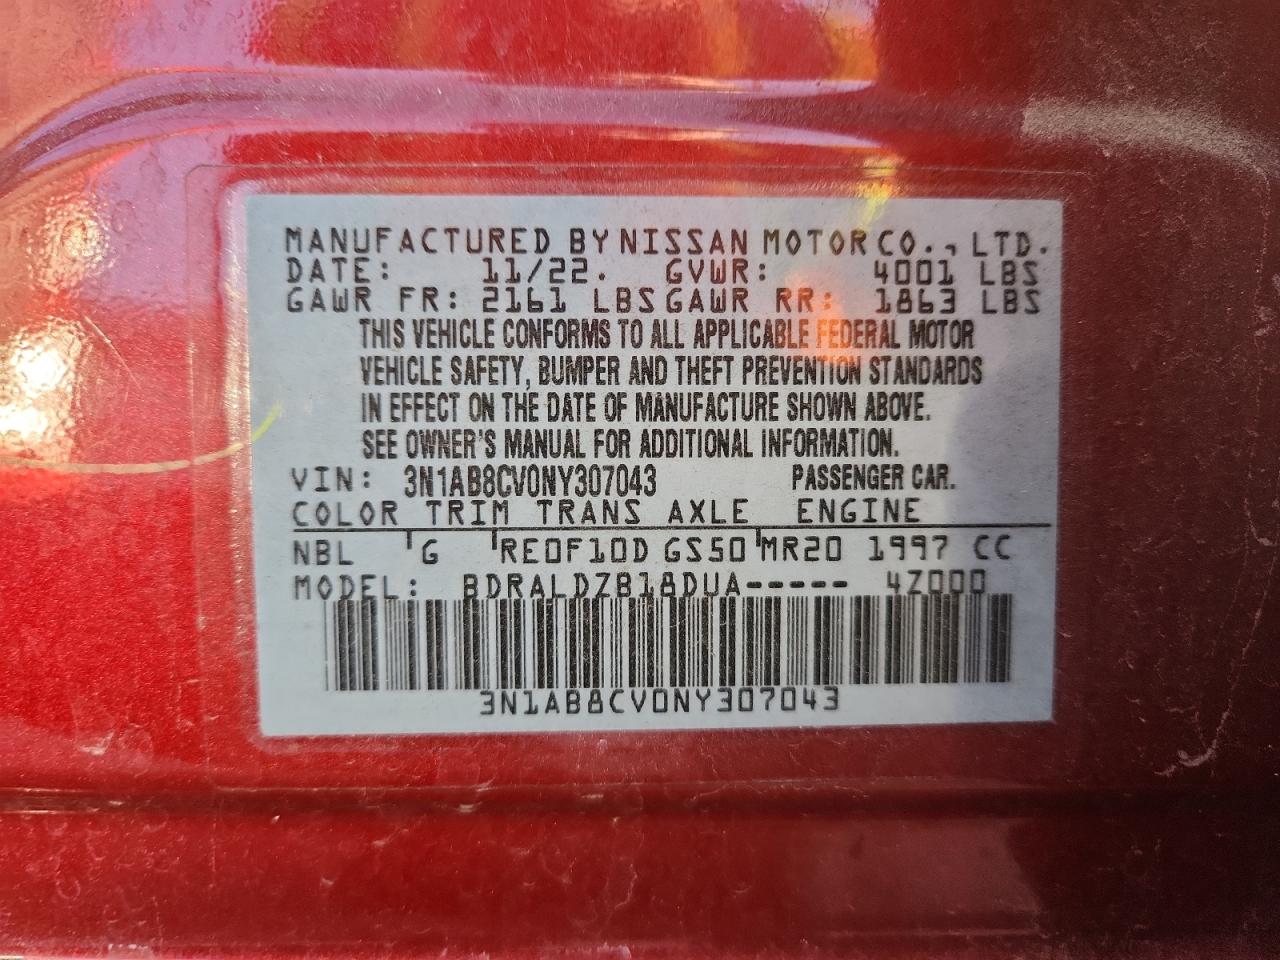 MANUFACTURED BY NISSAN MOTOR CO., LTD.
DATE: 11/22. GVWR: 4001 LBS
GAWR FR: 2161 LBS GAWR RR: 1863 LBS
THIS VEHICLE CONFORMS TO ALL APPLICABLE FEDERAL MOTOR
VEHICLE SAFETY, BUMPER AND THEFT PREVENTION STANDARDS
IN EFFECT ON THE DATE OF MANUFACTURE SHOWN ABOVE.
SEE OWNER'S MANUAL FOR ADDITIONAL INFORMATION.
VIN: 3N1AB8CV0NY307043 PASSENGER CAR.
COLOR TRIM TRANS AXLE ENGINE
NBL G RE0F10D GS50 MR20 1997 CC
MODEL: BDRALDZB18DUA----- 4Z000
3N1AB8CV0NY307043